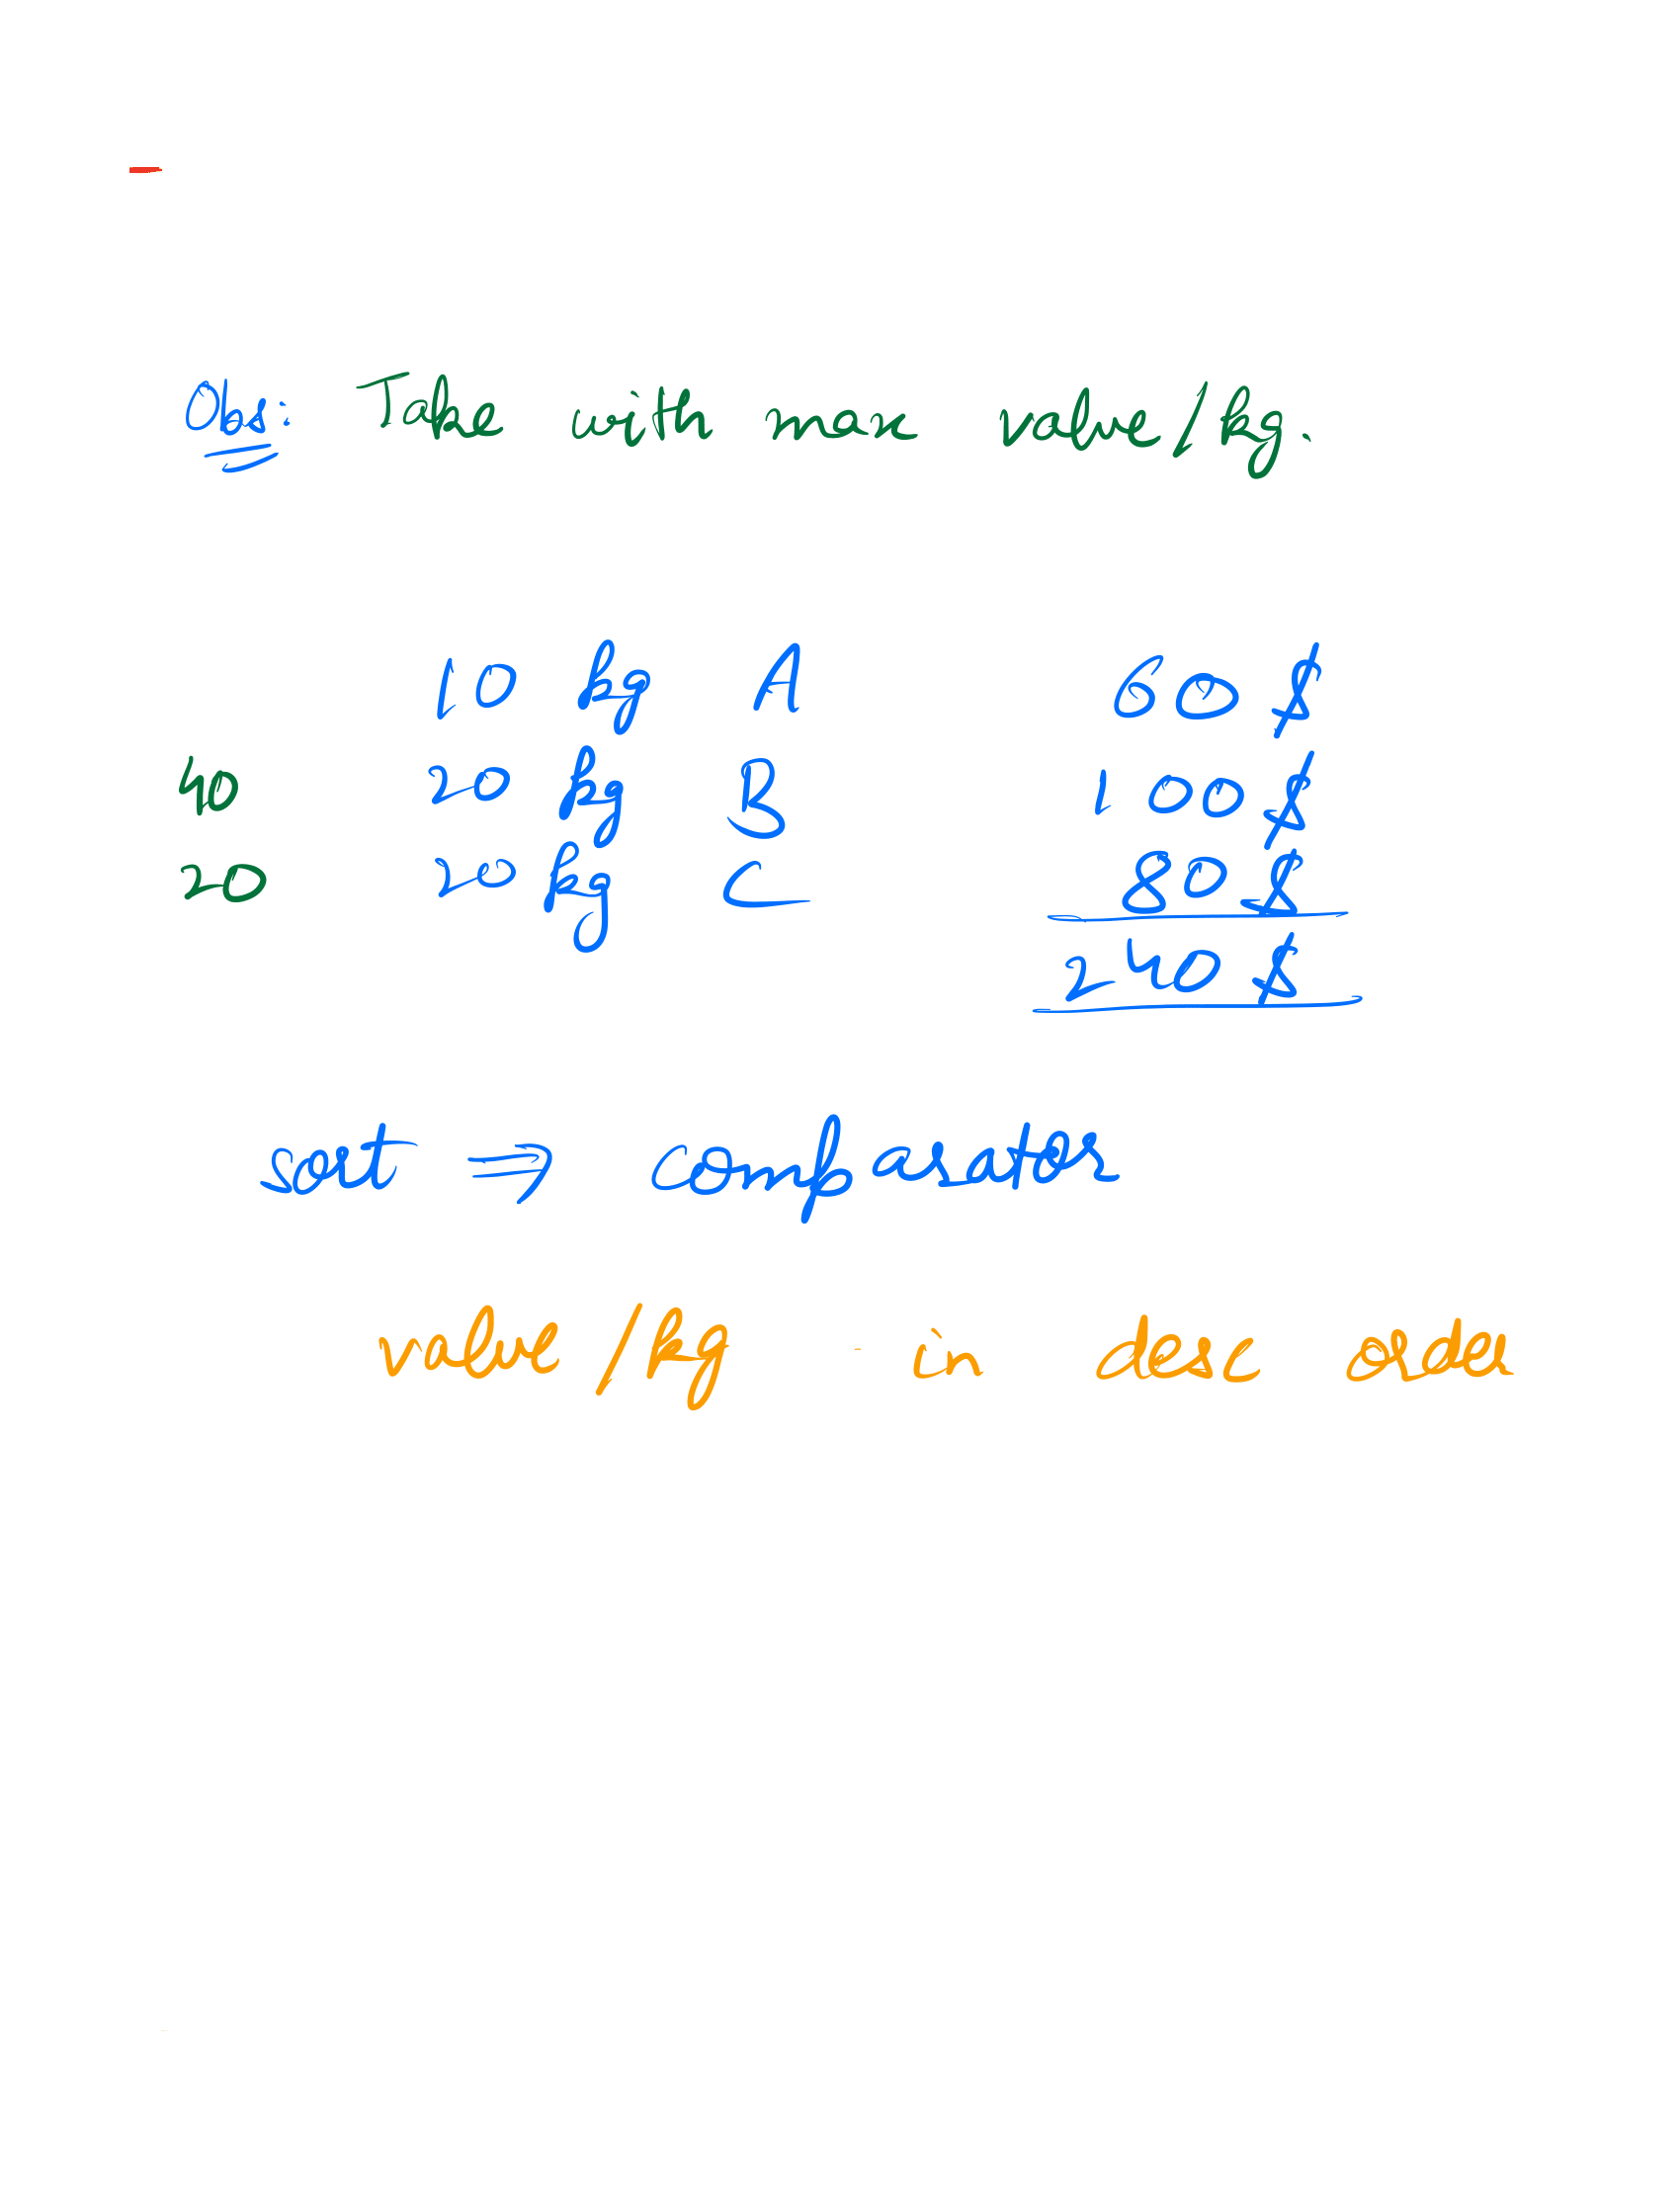 Obs: Take with max value/kg.
10 kg A 60 $
40 20 kg B 100 $
20 20 kg C 80 $
240 $
sort ⇒ comparator
value/kg - in desc order